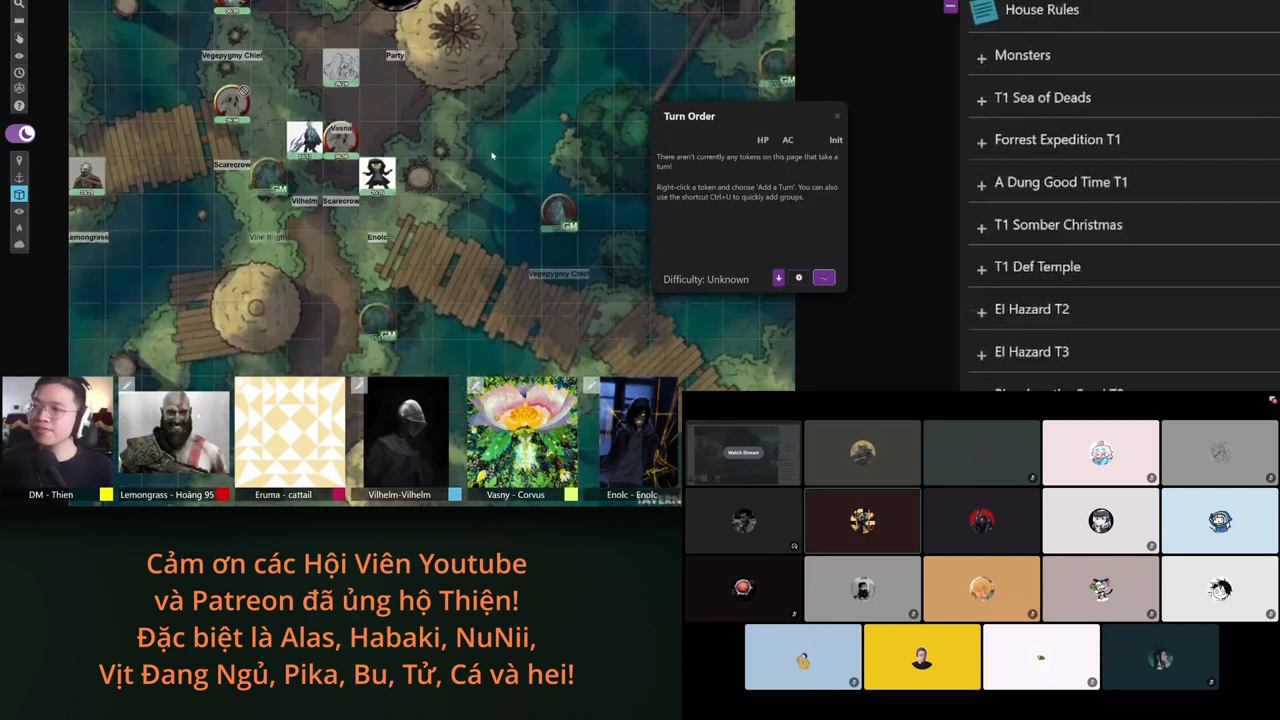 House Rules
Monsters
T1 Sea of Deads
Forrest Expedition T1
A Dung Good Time T1
T1 Somber Christmas
T1 Def Temple
El Hazard T2
El Hazard T3
Vegepygmy Chief
Party
GM
Vasna
Scarecrow
GM
Vilhelm
Scarecrow
Lemongrass
Enolc
GM
Vegepygmy Chief
GM
Turn Order
HP AC Init
There aren't currently any tokens on this page that take a
turn!
Right-click a token and choose 'Add a Turn'. You can also
use the shortcut Ctrl+U to quickly add groups.
Difficulty: Unknown
DM - Thien
Lemongrass - Hoàng 95
Eruma - cattail
Vilhelm-Vilhelm
Vasny - Corvus
Enolc - Enolc
Watch Stream
Cảm ơn các Hội Viên Youtube
và Patreon đã ủng hộ Thiện!
Đặc biệt là Alas, Habaki, NuNii,
Vịt Đang Ngủ, Pika, Bu, Tử, Cá và hei!